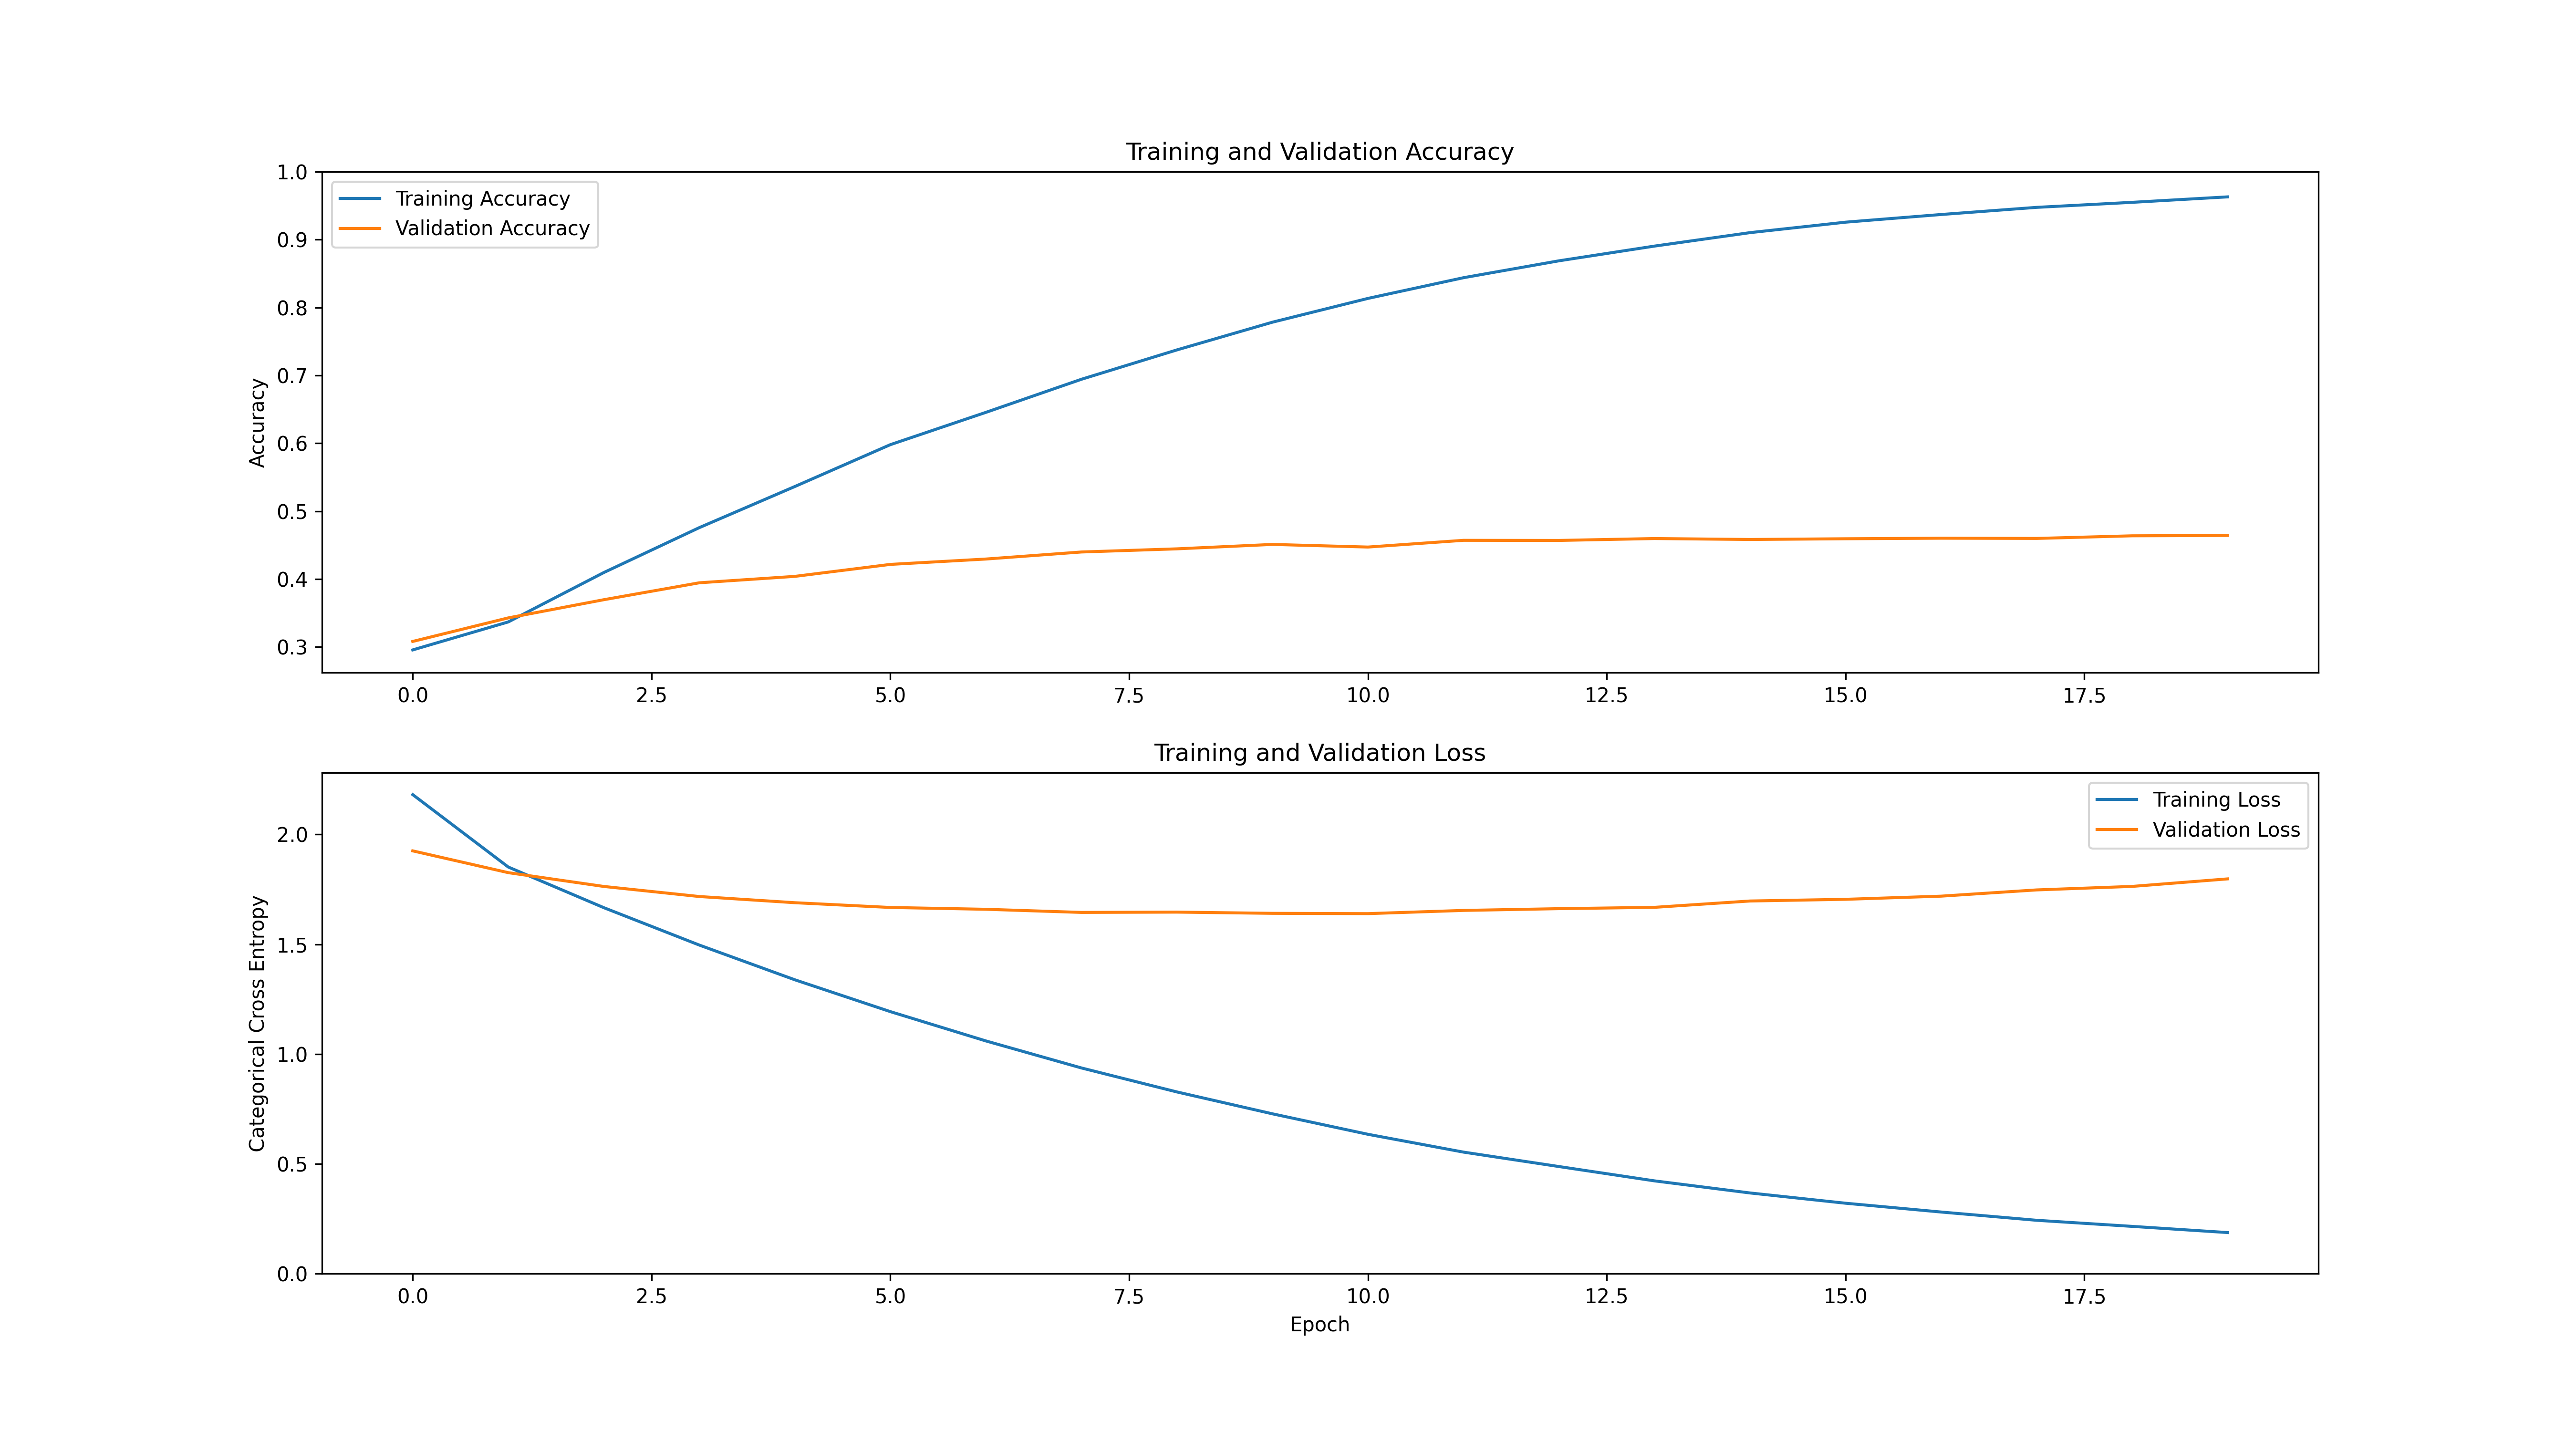 Training and Validation Accuracy
1.0
0.9
0.8
0.7
0.6
0.5
0.4
0.3
Accuracy
Training Accuracy
Validation Accuracy
0.0 2.5 5.0 7.5 10.0 12.5 15.0 17.5
Training and Validation Loss
2.0
1.5
1.0
0.5
0.0
Categorical Cross Entropy
Training Loss
Validation Loss
0.0 2.5 5.0 7.5 10.0 12.5 15.0 17.5
Epoch